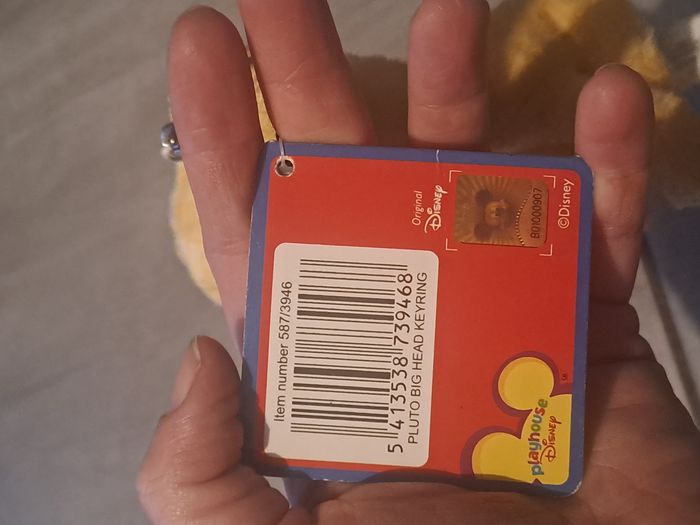 Original
Disney
B01000907
©Disney
Item number 587/3946
5 413538 739468
PLUTO BIG HEAD KEYRING
playhouse
Disney